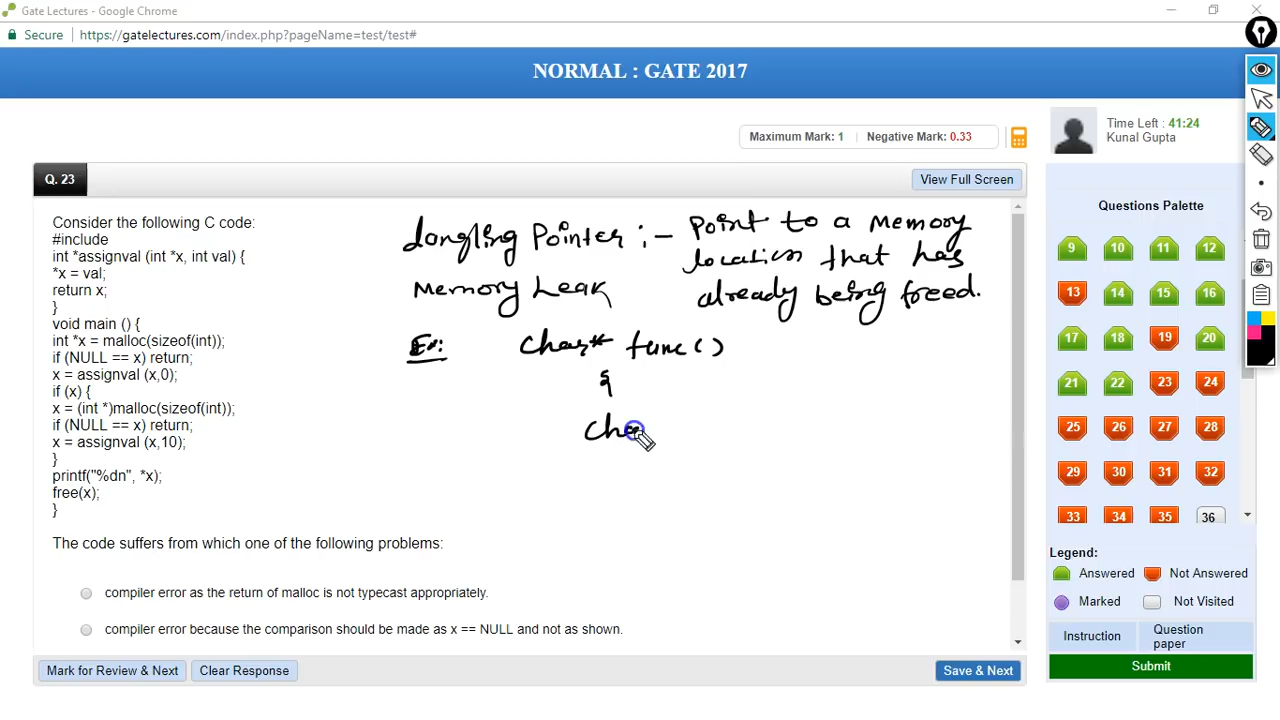 Gate Lectures - Google Chrome
Secure https://gatelectures.com/index.php?pageName=test/test#
NORMAL : GATE 2017
Maximum Mark: 1 | Negative Mark: 0.33
Time Left : 41:24
Kunal Gupta
Q. 23
View Full Screen
Consider the following C code:
#include
int *assignval (int *x, int val) {
*x = val;
return x;
}
void main () {
int *x = malloc(sizeof(int));
if (NULL == x) return;
x = assignval (x,0);
if (x) {
x = (int *)malloc(sizeof(int));
if (NULL == x) return;
x = assignval (x,10);
}
printf("%dn", *x);
free(x);
}
The code suffers from which one of the following problems:
compiler error as the return of malloc is not typecast appropriately.
compiler error because the comparison should be made as x == NULL and not as shown.
dongling Pointer :- Point to a Memory
location that has
already being freed.
Memory Leak
Ex: Char* func()
{
Cha
Mark for Review & Next
Clear Response
Save & Next
Questions Palette
9 10 11 12
13 14 15 16
17 18 19 20
21 22 23 24
25 26 27 28
29 30 31 32
33 34 35 36
Legend:
Answered Not Answered
Marked Not Visited
Instruction
Question paper
Submit